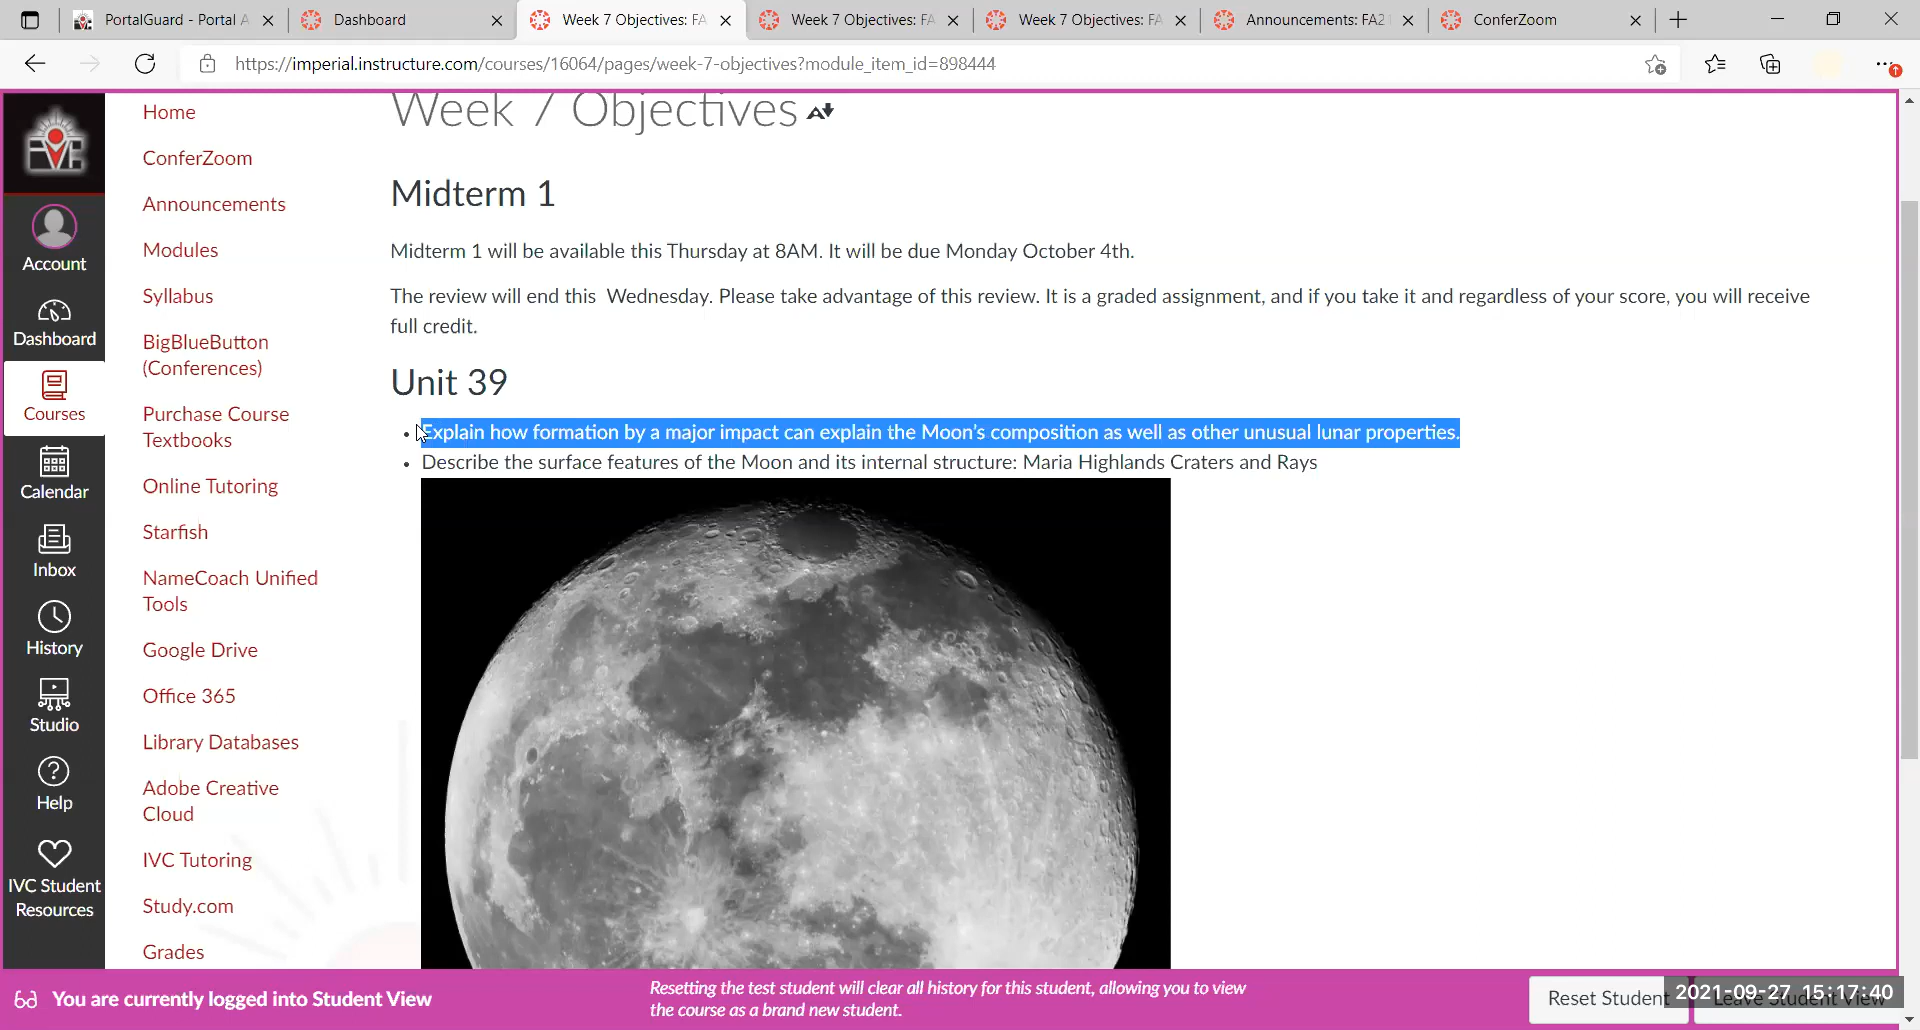 PortalGuard - Portal A
Dashboard
Week 7 Objectives: FA
Week 7 Objectives: FA
Week 7 Objectives: FA
Announcements: FA21
ConferZoom
https://imperial.instructure.com/courses/16064/pages/week-7-objectives?module_item_id=898444
Account
Dashboard
Courses
Calendar
Inbox
History
Studio
Help
IVC Student
Resources
Home
ConferZoom
Announcements
Modules
Syllabus
BigBlueButton
(Conferences)
Purchase Course
Textbooks
Online Tutoring
Starfish
NameCoach Unified
Tools
Google Drive
Office 365
Library Databases
Adobe Creative
Cloud
IVC Tutoring
Study.com
Grades
Week 7 Objectives
Midterm 1
Midterm 1 will be available this Thursday at 8AM. It will be due Monday October 4th.
The review will end this Wednesday. Please take advantage of this review. It is a graded assignment, and if you take it and regardless of your score, you will receive
full credit.
Unit 39
• Explain how formation by a major impact can explain the Moon's composition as well as other unusual lunar properties.
• Describe the surface features of the Moon and its internal structure: Maria Highlands Craters and Rays
You are currently logged into Student View
Resetting the test student will clear all history for this student, allowing you to view
the course as a brand new student.
Reset Student
Leave Student View
2021-09-27 15:17:40